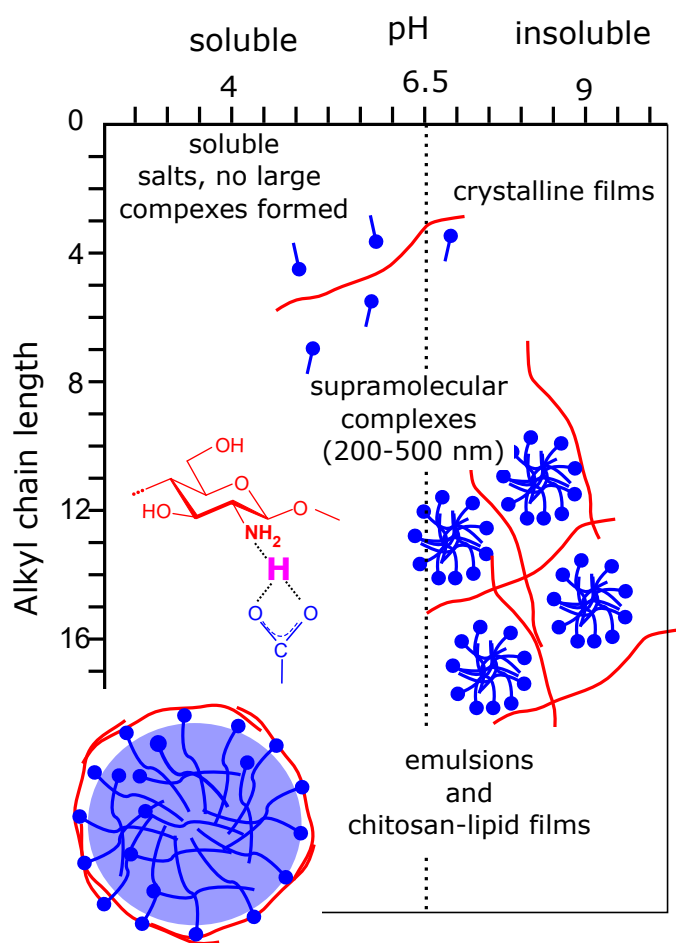 soluble pH insoluble
4 6.5 9
0
soluble
salts, no large
compexes formed
crystalline films
4
8
12
16
Alkyl chain length
supramolecular
complexes
(200-500 nm)
OH
O
HO
O
NH2
H
O O
C
emulsions
and
chitosan-lipid films